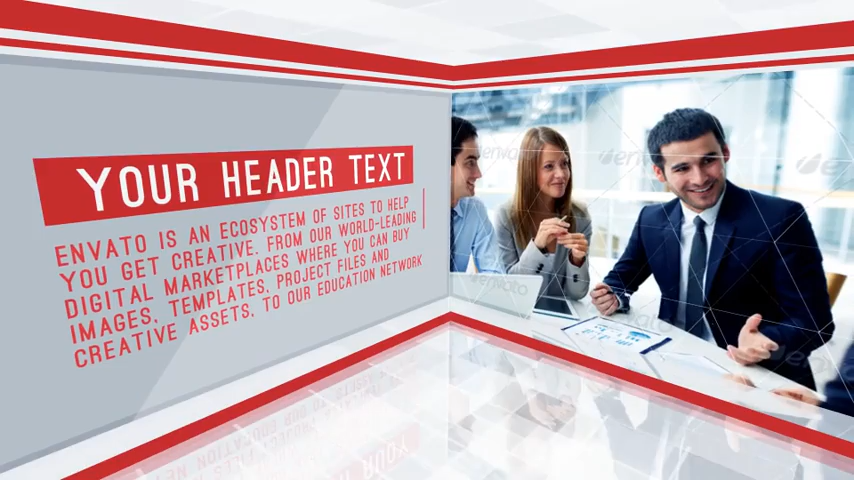 YOUR HEADER TEXT
ENVATO IS AN ECOSYSTEM OF SITES TO HELP
YOU GET CREATIVE. FROM OUR WORLD-LEADING
DIGITAL MARKETPLACES WHERE YOU CAN BUY
IMAGES, TEMPLATES, PROJECT FILES AND
CREATIVE ASSETS, TO OUR EDUCATION NETWORK
envato